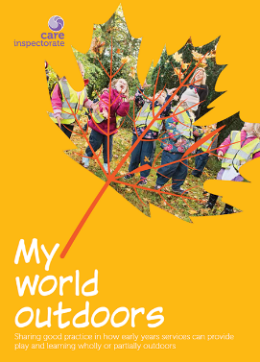 care
inspectorate
My
world
outdoors
Sharing good practice in how early years services can provide
play and learning wholly or partially outdoors